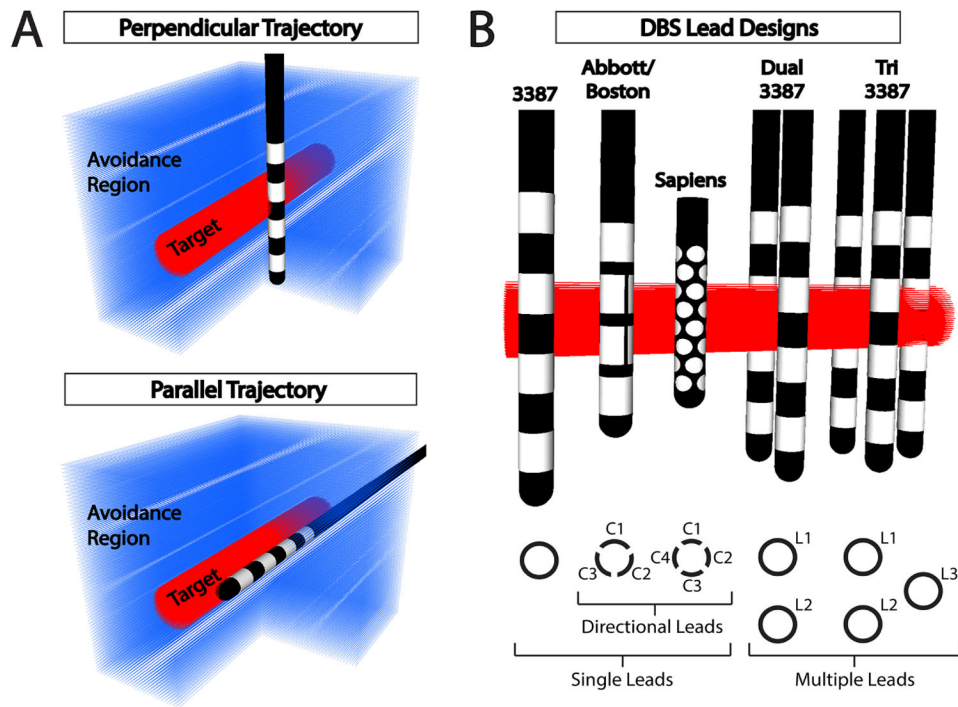 A
Perpendicular Trajectory
Avoidance
Region
Target
Parallel Trajectory
Avoidance
Region
Target
B
DBS Lead Designs
3387
Abbott/
Boston
Sapiens
Dual
3387
Tri
3387
C1
C3
C2
C1
C4
C2
C3
L1
L2
L1
L2
L3
Directional Leads
Single Leads
Multiple Leads